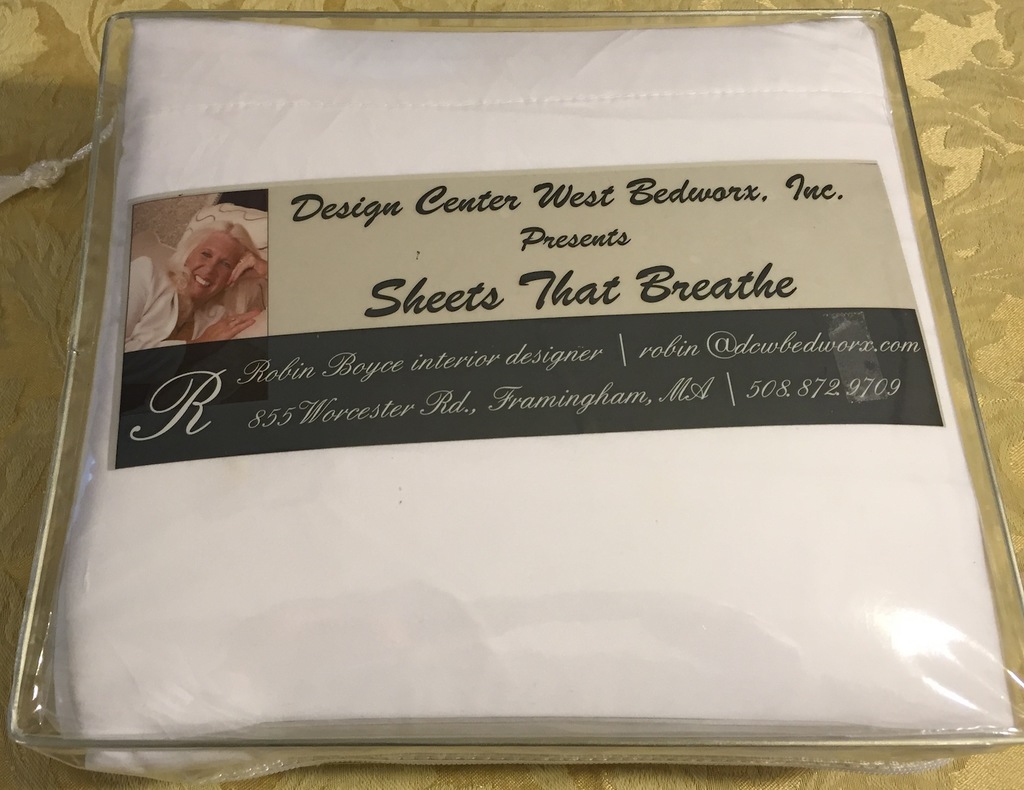 Design Center West Bedworx, Inc.
Presents
Sheets That Breathe
Robin Boyce interior designer | robin @dcwbedworx.com
R
855 Worcester Rd., Framingham, MA | 508.872.9709